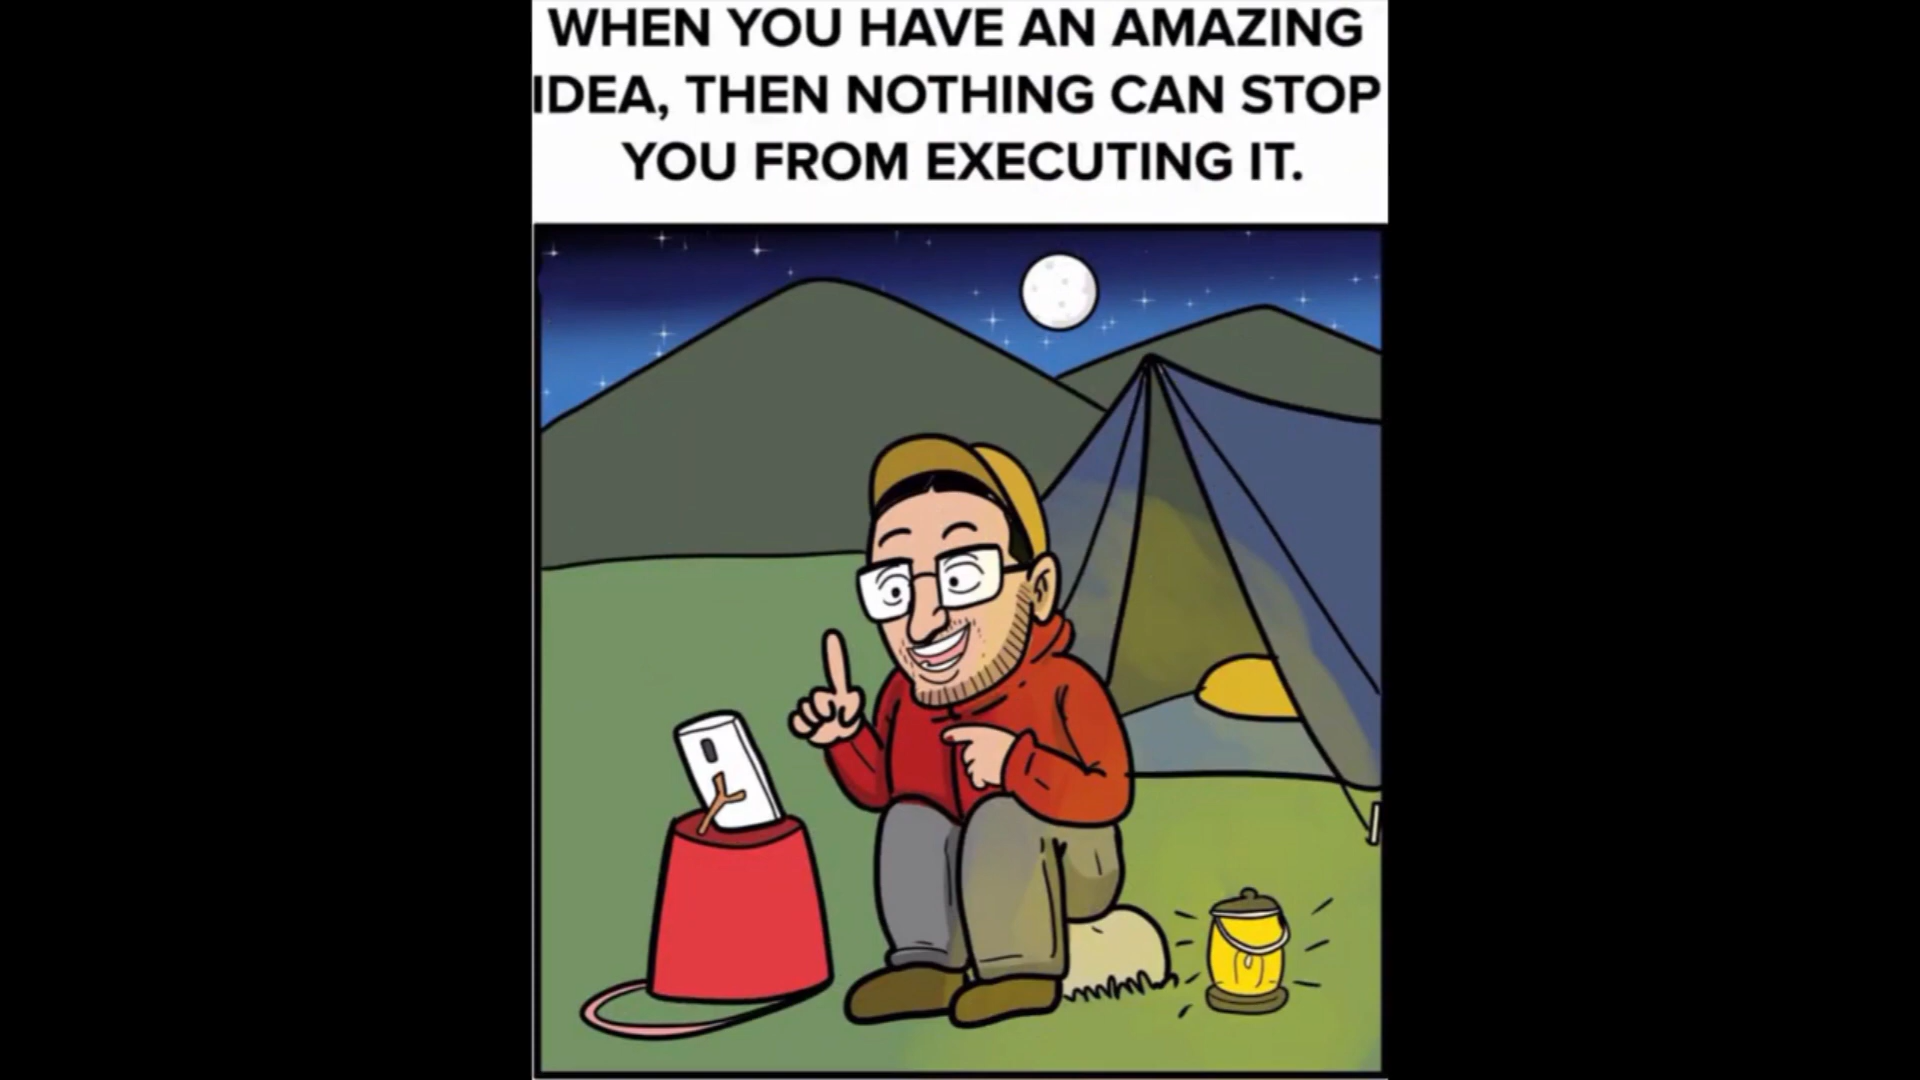 WHEN YOU HAVE AN AMAZING
IDEA, THEN NOTHING CAN STOP
YOU FROM EXECUTING IT.